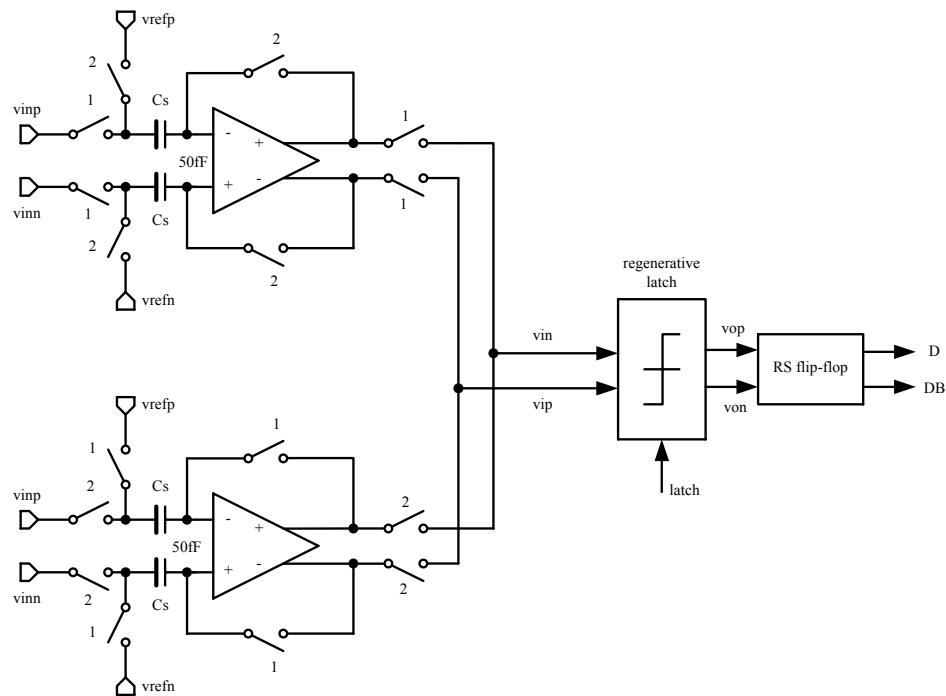 vrefp
2
2
1
Cs
vinp
1
-
+
50fF
+
-
vinn
1
Cs
1
2
2
vrefn
regenerative
latch
vin
vop
D
RS flip-flop
vip
von
DB
latch
vrefp
1
1
2
Cs
vinp
2
-
+
50fF
+
-
vinn
2
Cs
2
1
1
vrefn